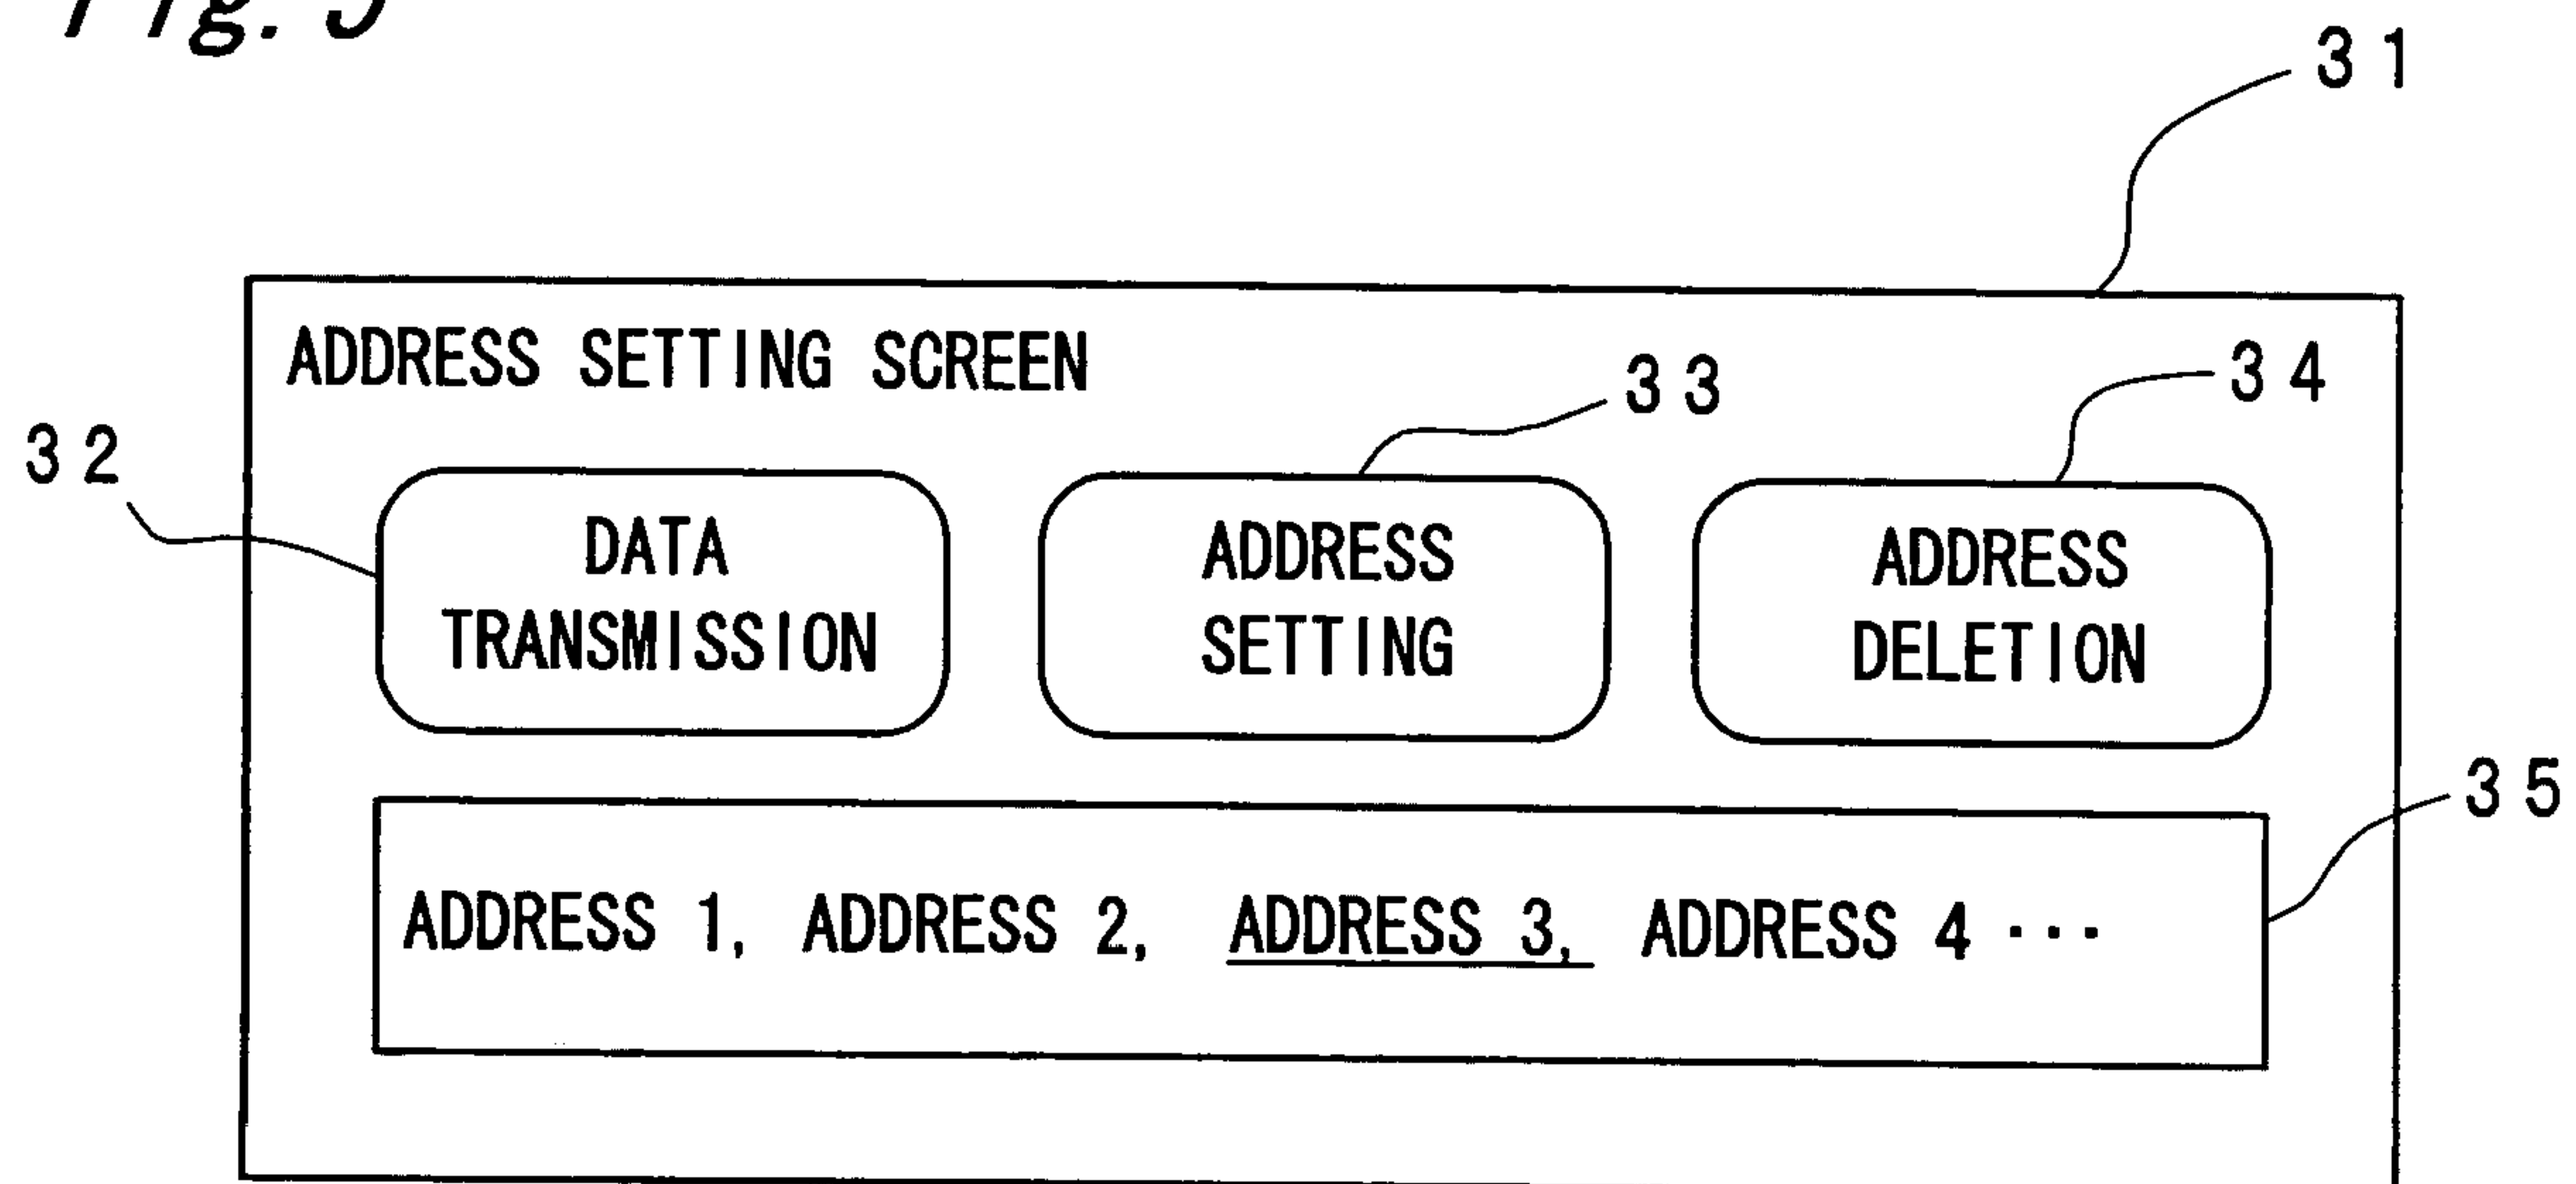 Fig.
31
ADDRESS SETTING SCREEN
33
34
32
DATA
TRANSMISSION
ADDRESS
SETTING
ADDRESS
DELETION
35
ADDRESS 1, ADDRESS 2, ADDRESS 3, ADDRESS 4 ···